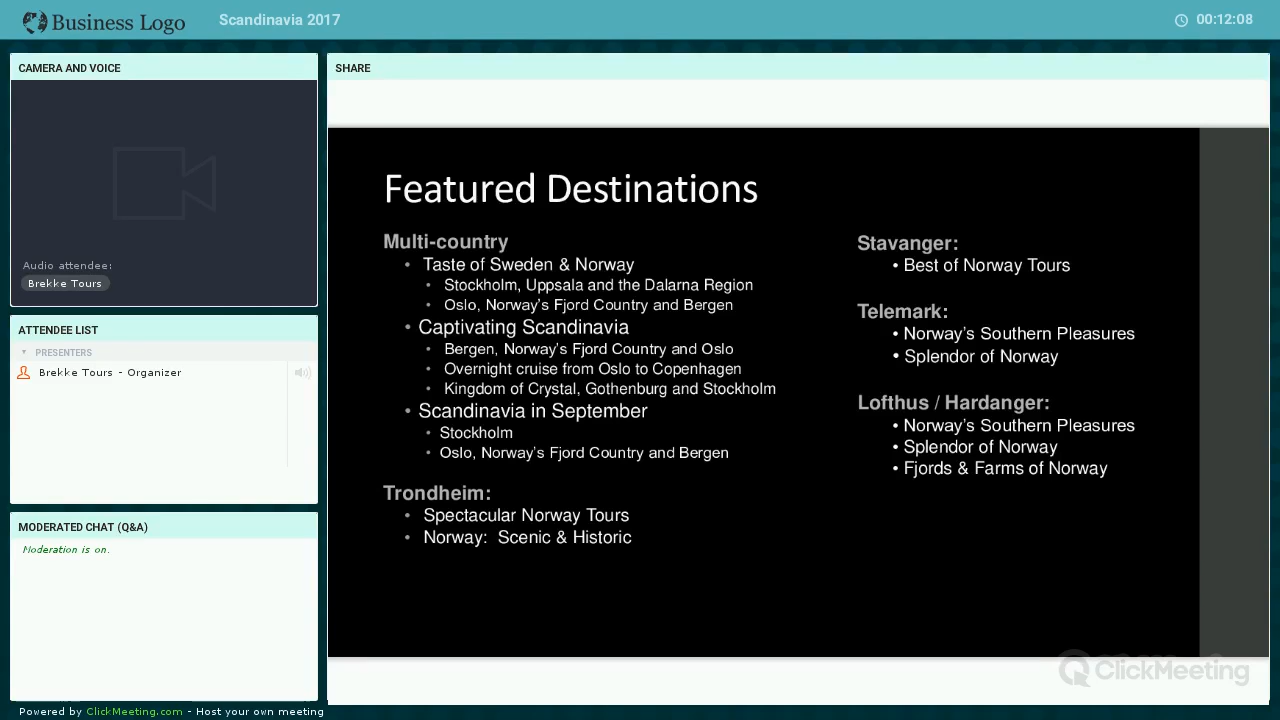 Business Logo
Scandinavia 2017
00:12:08
CAMERA AND VOICE
Audio attendee:
Brekke Tours
ATTENDEE LIST
PRESENTERS
Brekke Tours - Organizer
MODERATED CHAT (Q&A)
Moderation is on.
Powered by ClickMeeting.com - Host your own meeting
SHARE
Featured Destinations
Multi-country
• Taste of Sweden & Norway
• Stockholm, Uppsala and the Dalarna Region
• Oslo, Norway's Fjord Country and Bergen
• Captivating Scandinavia
• Bergen, Norway's Fjord Country and Oslo
• Overnight cruise from Oslo to Copenhagen
• Kingdom of Crystal, Gothenburg and Stockholm
• Scandinavia in September
• Stockholm
• Oslo, Norway's Fjord Country and Bergen
Trondheim:
• Spectacular Norway Tours
• Norway: Scenic & Historic
Stavanger:
• Best of Norway Tours
Telemark:
• Norway's Southern Pleasures
• Splendor of Norway
Lofthus / Hardanger:
• Norway's Southern Pleasures
• Splendor of Norway
• Fjords & Farms of Norway
ClickMeeting